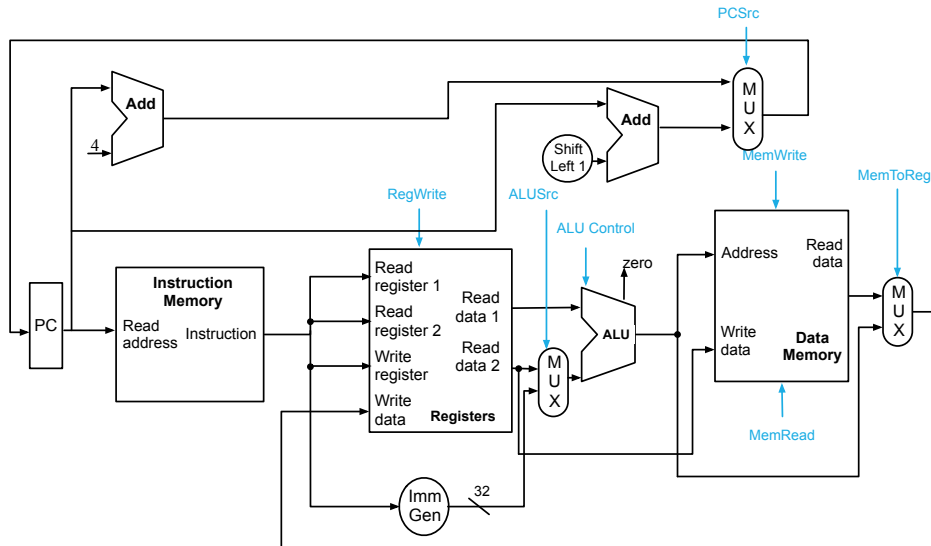 PCSrc
M
U
X
Add
4
Add
Shift
Left 1
MemWrite
MemToReg
RegWrite
ALUSrc
ALU Control
zero
Instruction
Memory
Read
address
Instruction
PC
Read
register 1
Read
register 2
Write
register
Write
data
Read
data 1
Read
data 2
Registers
M
U
X
ALU
Address
Read
data
Write
data
Data
Memory
M
U
X
MemRead
Imm
Gen
32